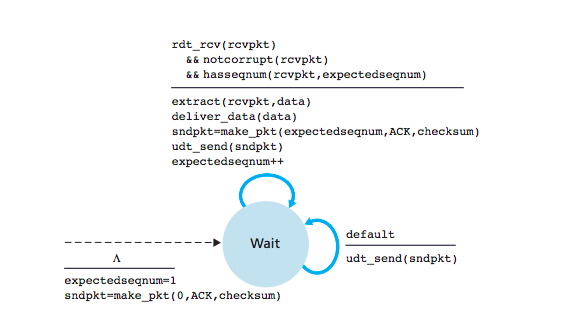 rdt_rcv(rcvpkt)
&& notcorrupt(rcvpkt)
&& hasseqnum(rcvpkt,expectedseqnum)
extract(rcvpkt,data)
deliver_data(data)
sndpkt=make_pkt(expectedseqnum,ACK,checksum)
udt_send(sndpkt)
expectedseqnum++
Wait
default
udt_send(sndpkt)
Λ
expectedseqnum=1
sndpkt=make_pkt(0,ACK,checksum)